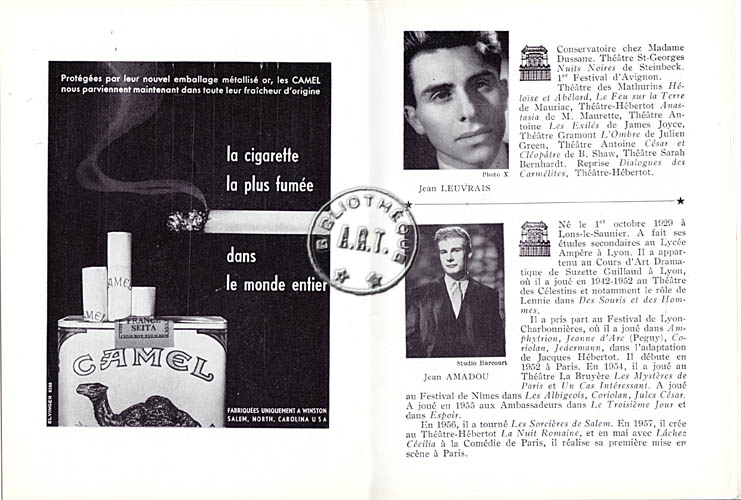 Protégées par leur nouvel emballage métallisé or, les CAMEL
nous parviennent maintenant dans toute leur fraîcheur d'origine
la cigarette
la plus fumée
dans
le monde entier
CAMEL
FRANCE
SEITA
CAMEL
FABRIQUÉES UNIQUEMENT A WINSTON
SALEM, NORTH, CAROLINA USA
BIBLIOTHÈQUE
A.R.T.
Photo X
Jean LEUVRAIS
Conservatoire chez Madame
Dussane. Théâtre St-Georges
Nuits Noires de Steinbeck.
1er Festival d'Avignon.
Théâtre des Mathurins Hé-
loïse et Abélard, Le Feu sur la Terre
de Mauriac, Théâtre-Hébertot Anas-
tasia de M. Maurette, Théâtre An-
toine Les Exilés de James Joyce,
Théâtre Gramont L'Ombre de Julien
Green, Théâtre Antoine César et
Cléopâtre de B. Shaw, Théâtre Sarah
Bernhardt. Reprise Dialogues des
Carmélites, Théâtre-Hébertot.
Studio Harcourt
Jean AMADOU
Né le 1er octobre 1929 à
Lons-le-Saunier. A fait ses
études secondaires au Lycée
Ampère à Lyon. Il a appar-
tenu au Cours d'Art Drama-
tique de Suzette Guillaud à Lyon,
où il a joué en 1942-1952 au Théâtre
des Célestins et notamment le rôle de
Lennie dans Des Souris et des Hom-
mes.
Il a pris part au Festival de Lyon-
Charbonnières, où il a joué dans Am-
phytrion, Jeanne d'Arc (Peguy), Co-
riolan, Jedermann, dans l'adaptation
de Jacques Hébertot. Il débute en
1952 à Paris. En 1954, il a joué au
Théâtre La Bruyère Les Mystères de
Paris et Un Cas Intéressant. A joué
au Festival de Nîmes dans Les Albigeois, Coriolan, Jules César.
A joué en 1955 aux Ambassadeurs dans Le Troisième Jour et
dans Espoir.
En 1956, il a tourné Les Sorcières de Salem. En 1957, il crée
au Théâtre-Hébertot La Nuit Romaine, et en mai avec Lâchez
Cécilia à la Comédie de Paris, il réalise sa première mise en
scène à Paris.